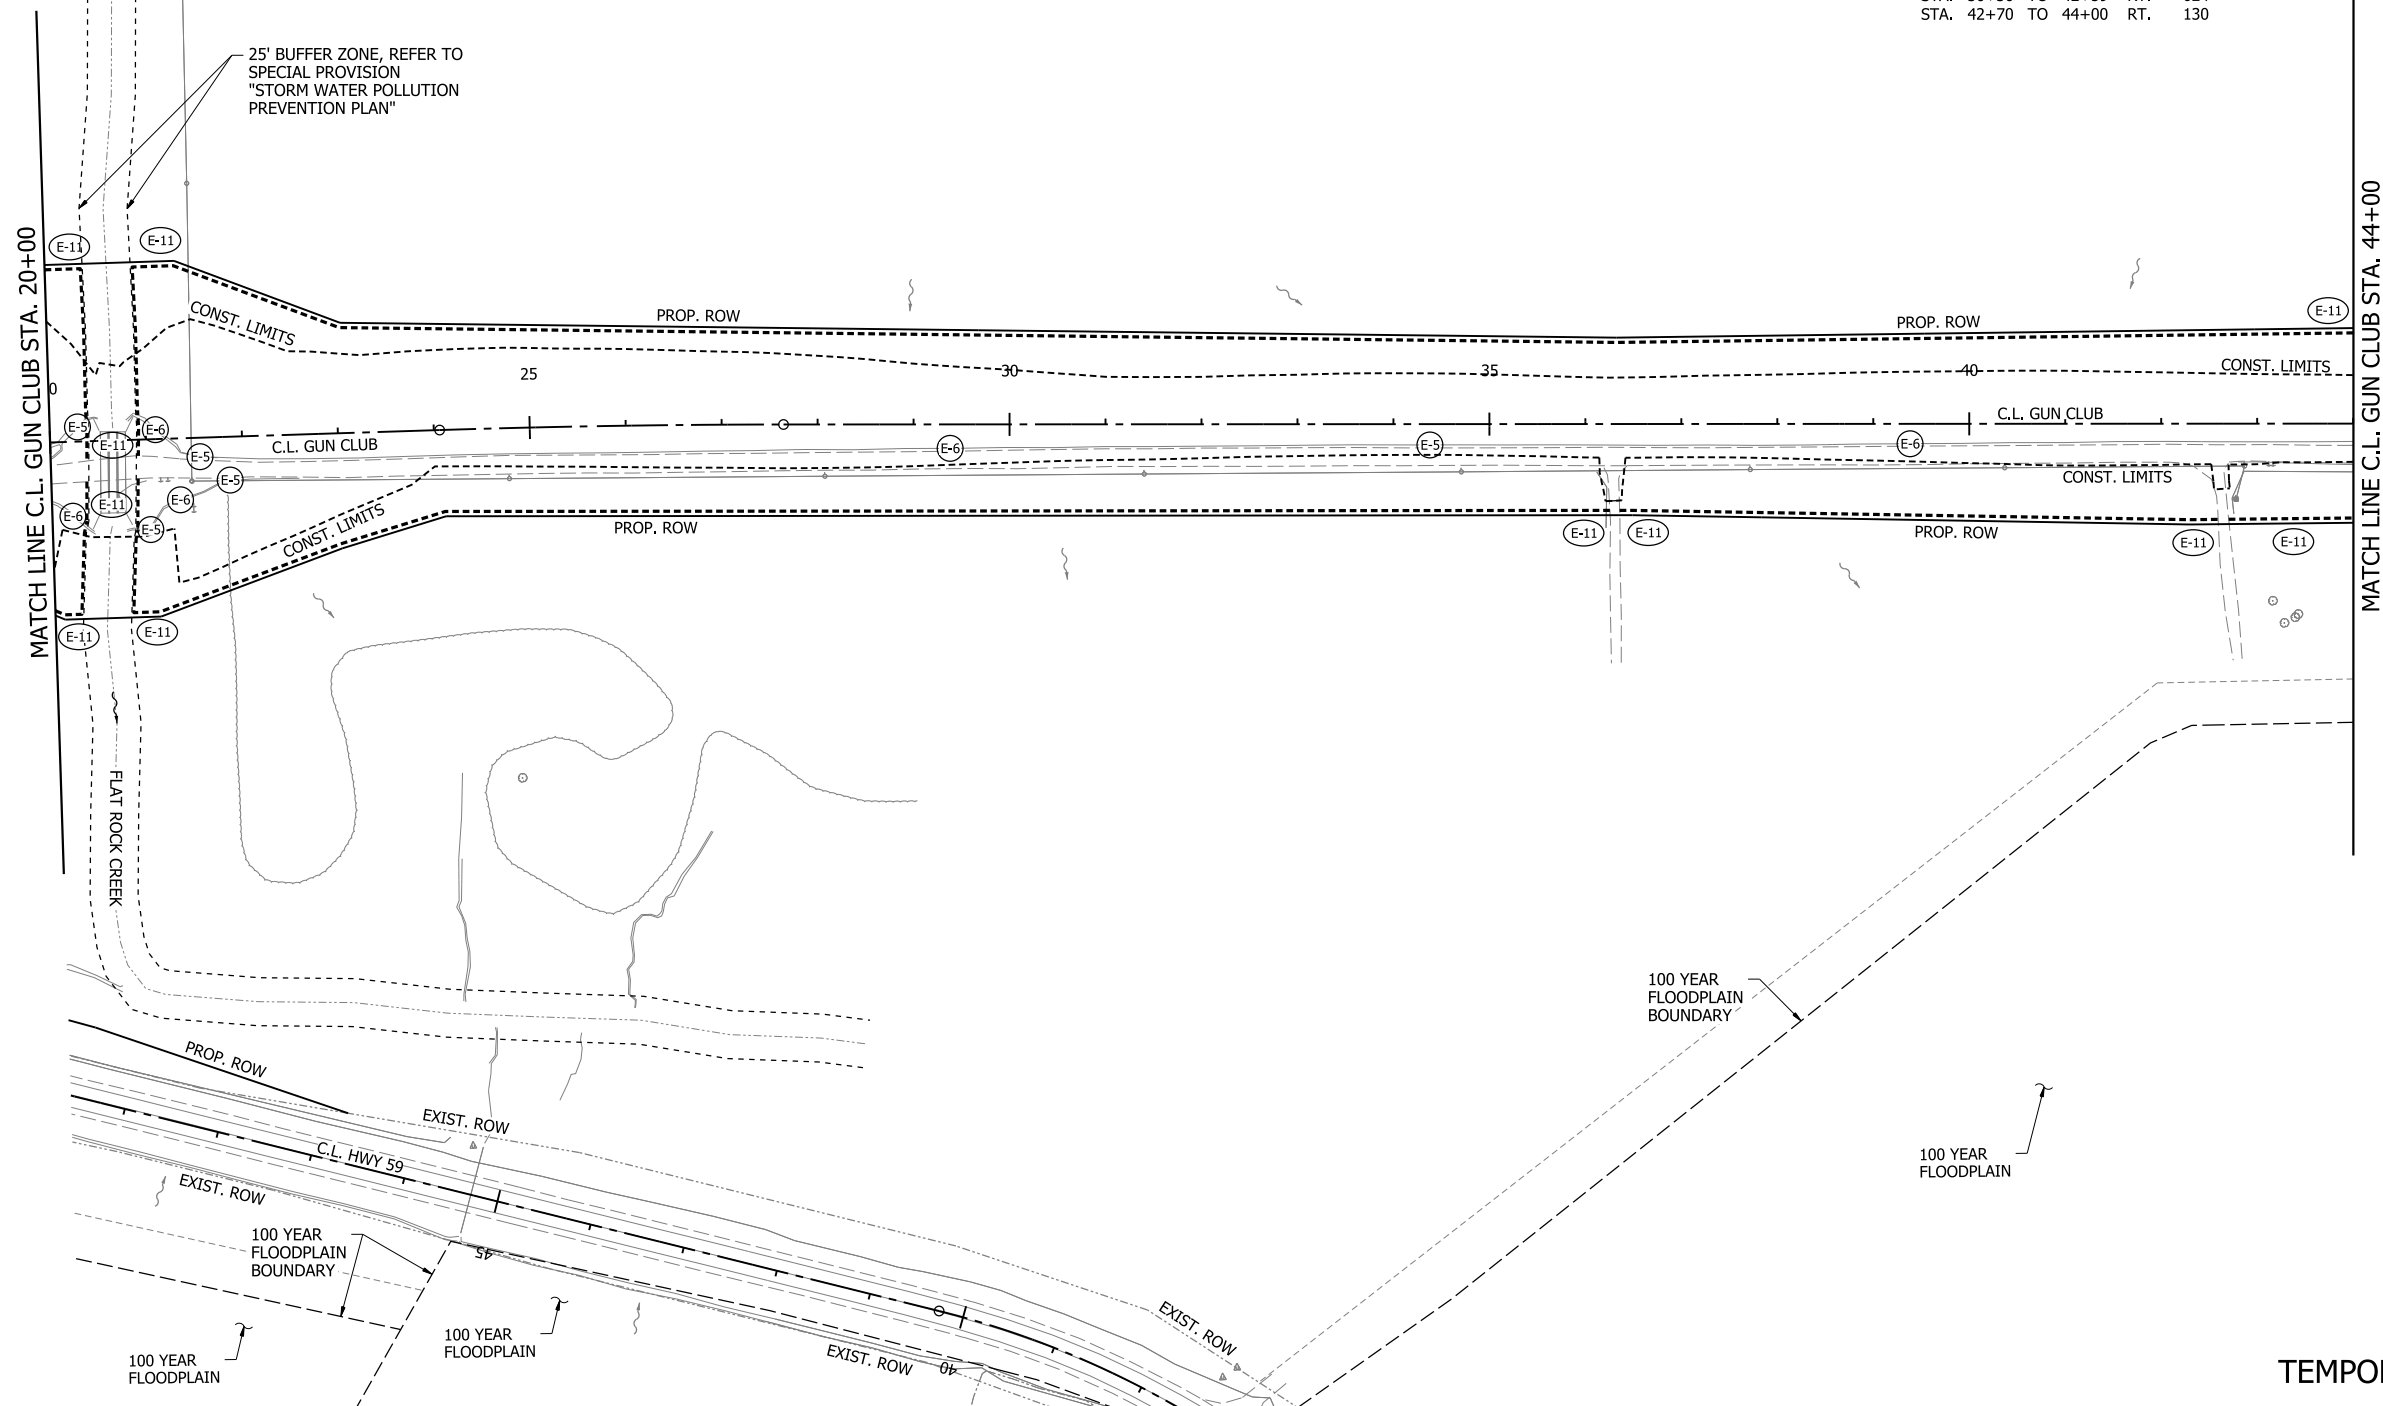 STA. 42+70 TO 44+00 RT. 130
25' BUFFER ZONE, REFER TO
SPECIAL PROVISION
"STORM WATER POLLUTION
PREVENTION PLAN"
MATCH LINE C.L. GUN CLUB STA. 20+00
MATCH LINE C.L. GUN CLUB STA. 44+00
E-11
E-11
CONST. LIMITS
PROP. ROW
PROP. ROW
E-11
CONST. LIMITS
0
25
30
35
40
C.L. GUN CLUB
E-5
E-6
E-11
C.L. GUN CLUB
E-5
E-6
E-5
E-6
E-5
E-6
E-11
E-6
E-5
CONST. LIMITS
CONST. LIMITS
PROP. ROW
E-11
E-11
PROP. ROW
E-11
E-11
E-11
E-11
FLAT ROCK CREEK
100 YEAR
FLOODPLAIN
BOUNDARY
PROP. ROW
EXIST. ROW
C.L. HWY 59
EXIST. ROW
100 YEAR
FLOODPLAIN
100 YEAR
FLOODPLAIN
BOUNDARY
45
EXIST. ROW
100 YEAR
FLOODPLAIN
100 YEAR
FLOODPLAIN
EXIST. ROW
40
TEMPO